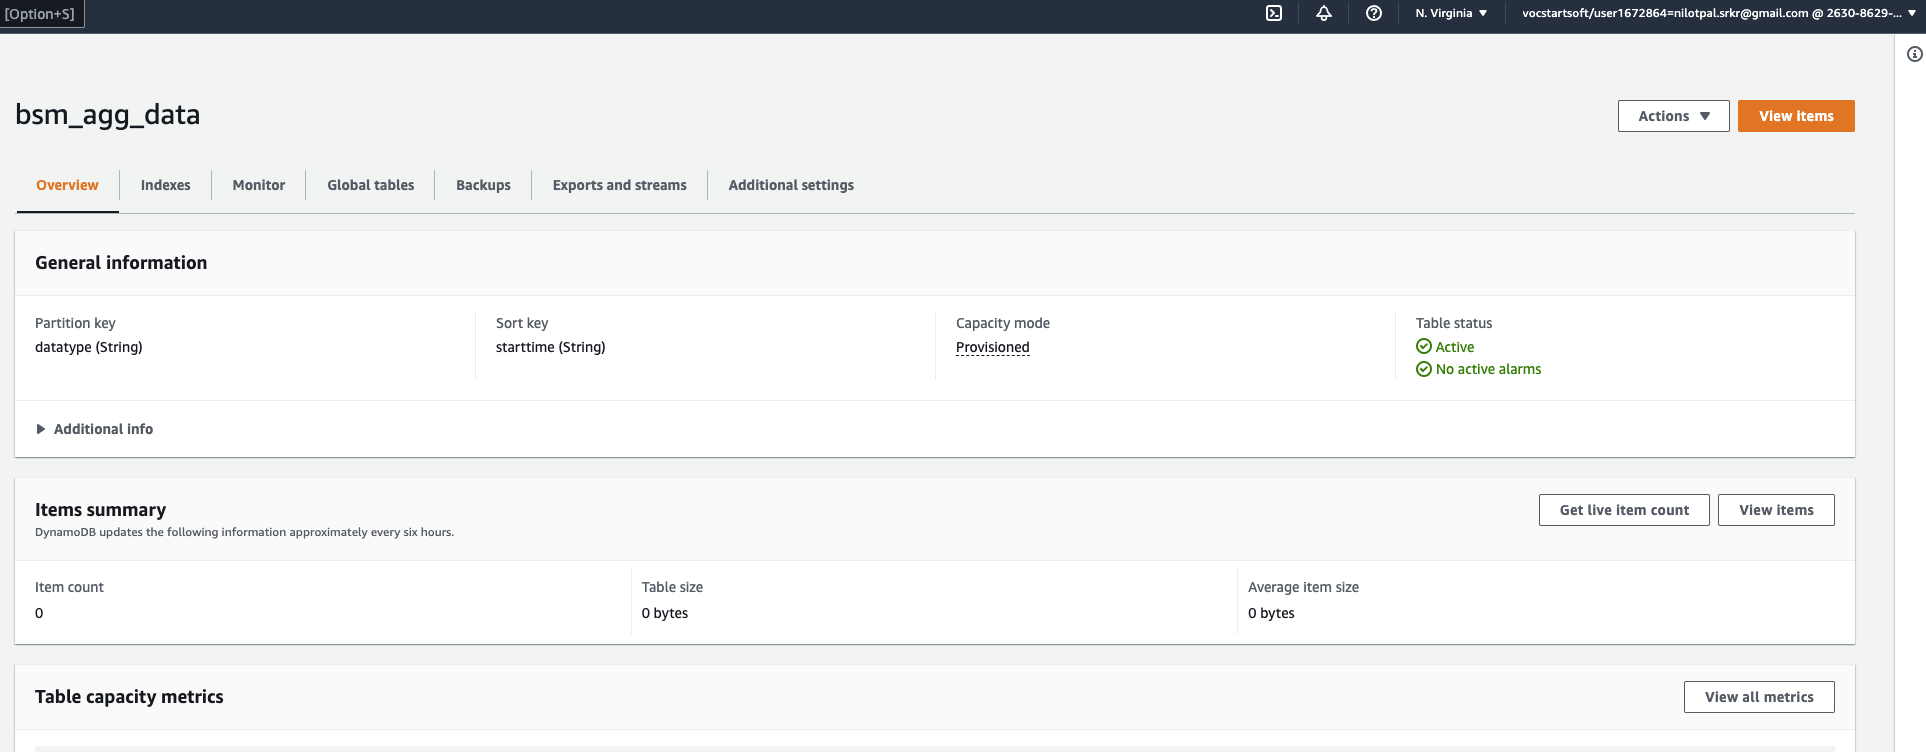 [Option+S]
N. Virginia
vocstartsoft/user1672864=nilotpal.srkr@gmail.com @ 2630-8629-...
bsm_agg_data
Actions
View items
Overview
Indexes
Monitor
Global tables
Backups
Exports and streams
Additional settings
General information
Partition key
datatype (String)
Sort key
starttime (String)
Capacity mode
Provisioned
Table status
Active
No active alarms
Additional info
Items summary
DynamoDB updates the following information approximately every six hours.
Get live item count
View items
Item count
0
Table size
0 bytes
Average item size
0 bytes
Table capacity metrics
View all metrics